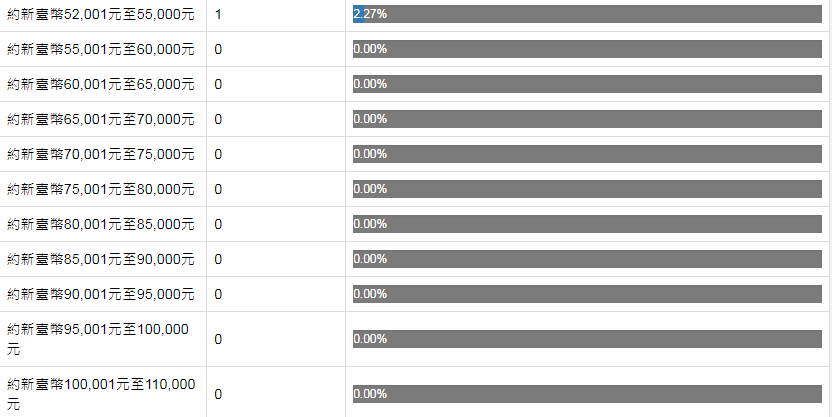 約新臺幣52,001元至55,000元 1 2.27%
約新臺幣55,001元至60,000元 0 0.00%
約新臺幣60,001元至65,000元 0 0.00%
約新臺幣65,001元至70,000元 0 0.00%
約新臺幣70,001元至75,000元 0 0.00%
約新臺幣75,001元至80,000元 0 0.00%
約新臺幣80,001元至85,000元 0 0.00%
約新臺幣85,001元至90,000元 0 0.00%
約新臺幣90,001元至95,000元 0 0.00%
約新臺幣95,001元至100,000
元 0 0.00%
約新臺幣100,001元至110,000
元 0 0.00%